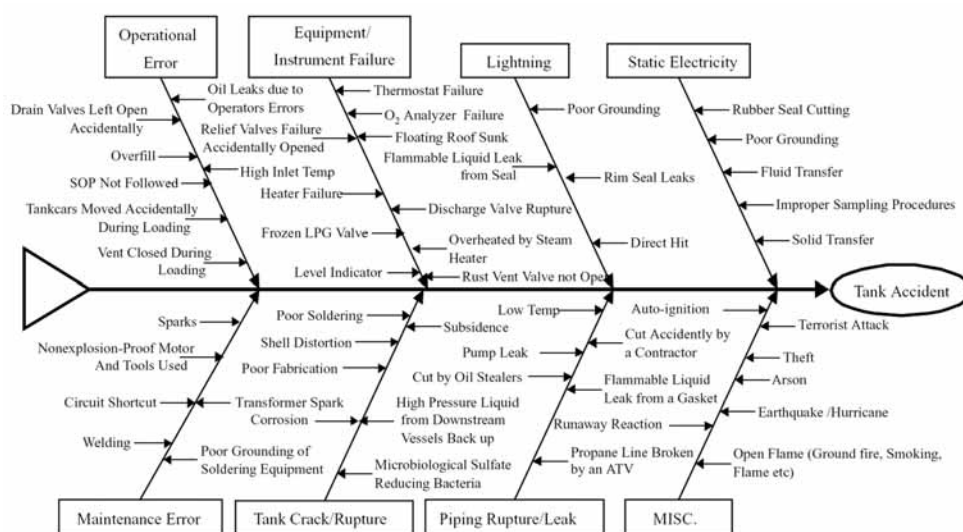 Operational
Error
Equipment/
Instrument Failure
Lightning
Static Electricity
Oil Leaks due to
Operators Errors
Drain Valves Left Open
Accidentally
Overfill
High Inlet Temp
SOP Not Followed
Tankcars Moved Accidentally
During Loading
Vent Closed During
Loading
Thermostat Failure
O₂ Analyzer Failure
Relief Valves Failure
Accidentally Opened
Floating Roof Sunk
Heater Failure
Discharge Valve Rupture
Frozen LPG Valve
Overheated by Steam
Heater
Level Indicator
Rust Vent Valve not Open
Poor Grounding
Flammable Liquid Leak
from Seal
Rim Seal Leaks
Direct Hit
Rubber Seal Cutting
Poor Grounding
Fluid Transfer
Improper Sampling Procedures
Solid Transfer
Tank Accident
Sparks
Nonexplosion-Proof Motor
And Tools Used
Circuit Shortcut
Transformer Spark
Welding
Poor Grounding of
Soldering Equipment
Poor Soldering
Subsidence
Shell Distortion
Poor Fabrication
Corrosion
High Pressure Liquid
from Downstream
Vessels Back up
Microbiological Sulfate
Reducing Bacteria
Low Temp
Cut Accidently by
a Contractor
Pump Leak
Cut by Oil Stealers
Flammable Liquid
Leak from a Gasket
Propane Line Broken
by an ATV
Auto-ignition
Terrorist Attack
Theft
Arson
Earthquake /Hurricane
Runaway Reaction
Open Flame (Ground fire, Smoking,
Flame etc)
Maintenance Error
Tank Crack/Rupture
Piping Rupture/Leak
MISC.